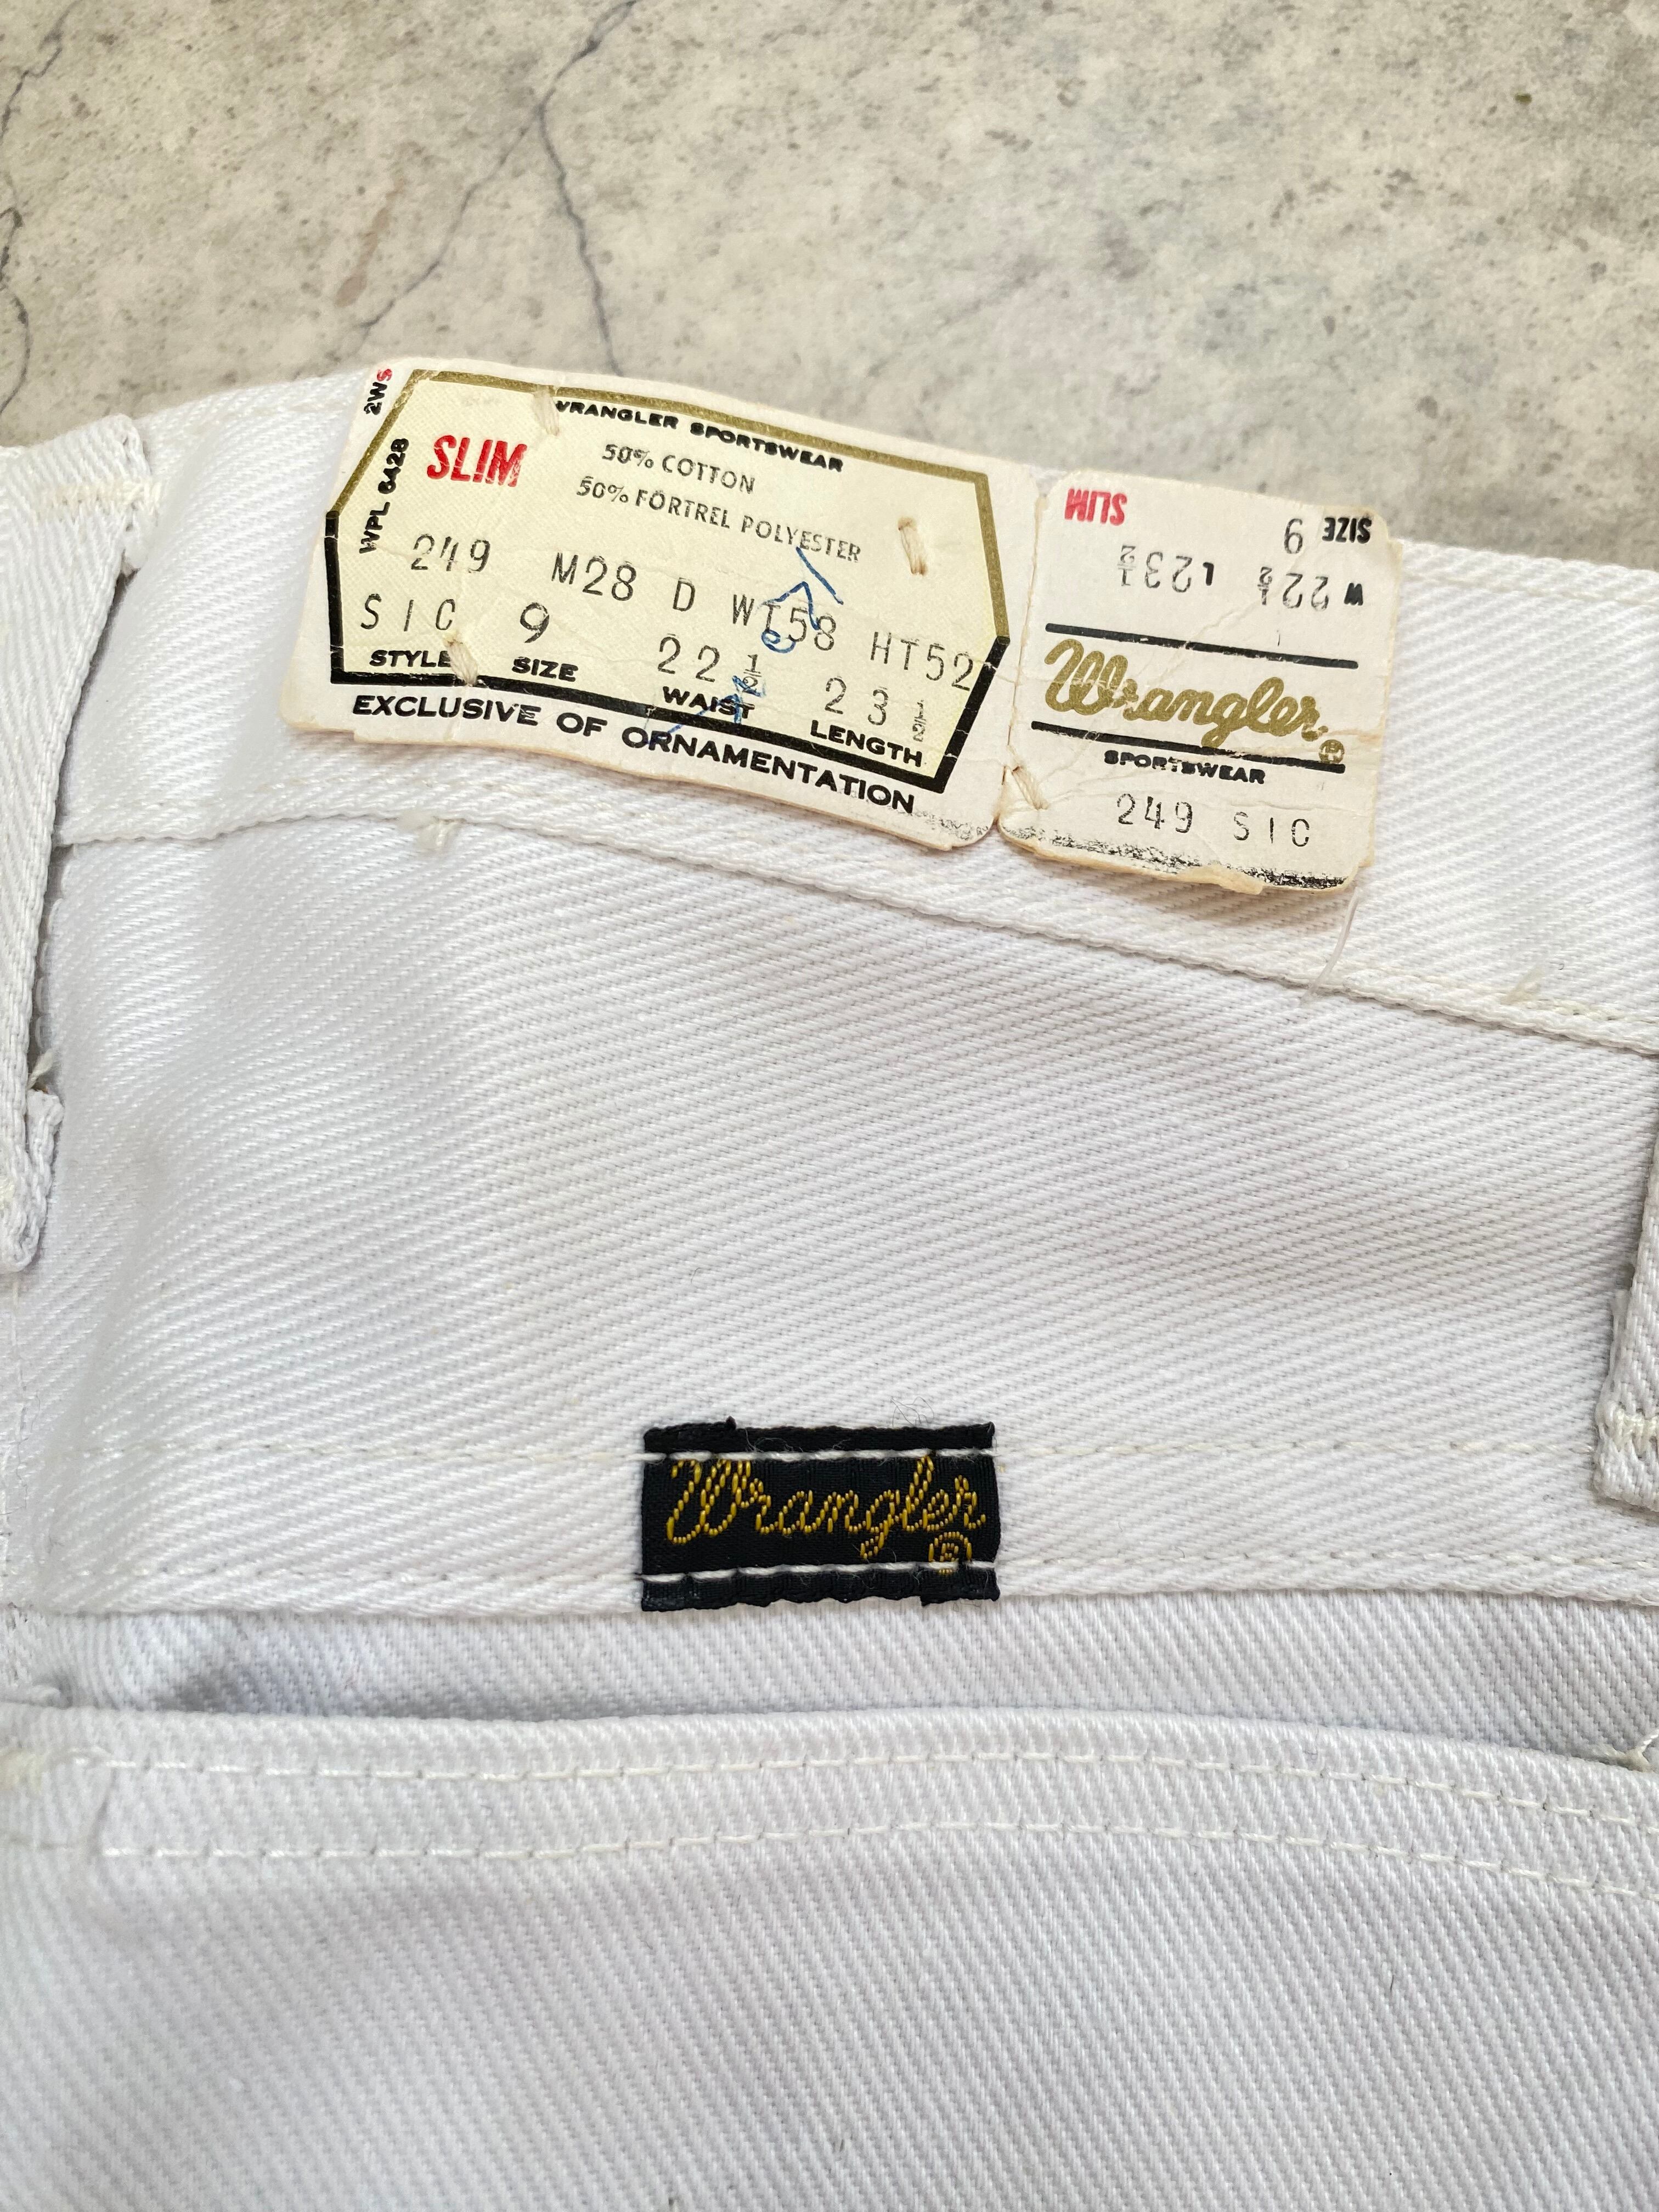 2WS
WPL 6428
WRANGLER SPORTSWEAR
SLIM
50% COTTON
50% FORTREL POLYESTER
249 M28 D WT58 HT52
SIC 9 22½ 23½
STYLE SIZE WAIST LENGTH
EXCLUSIVE OF ORNAMENTATION
SIZE 9 SLIM
W 22½ L 23½
Wrangler®
SPORTSWEAR
249 SIC
Wrangler®